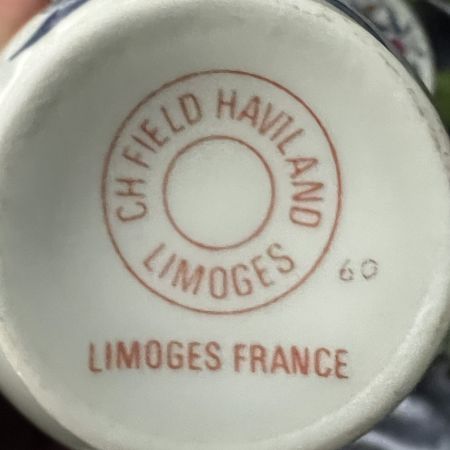 CH FIELD HAVILAND
LIMOGES
60
LIMOGES FRANCE